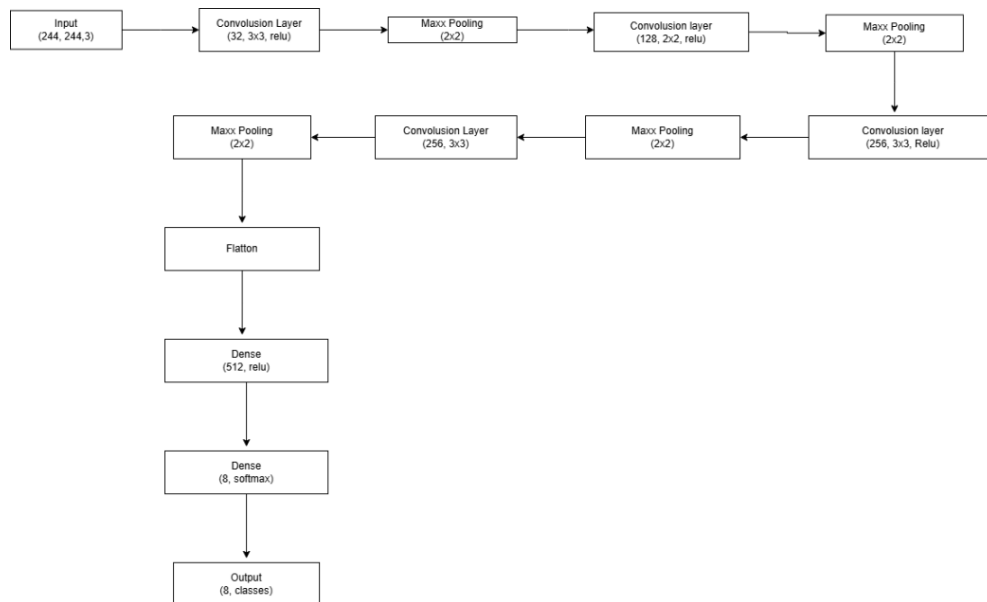 Input
(244, 244,3)
Convolusion Layer
(32, 3x3, relu)
Maxx Pooling
(2x2)
Convolusion layer
(128, 2x2, relu)
Maxx Pooling
(2x2)
Convolusion layer
(256, 3x3, Relu)
Maxx Pooling
(2x2)
Convolusion Layer
(256, 3x3)
Maxx Pooling
(2x2)
Flatton
Dense
(512, relu)
Dense
(8, softmax)
Output
(8, classes)